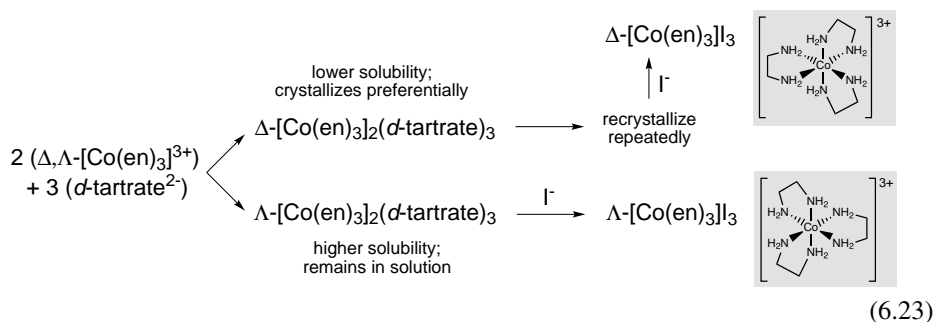 Δ-[Co(en)3]I3
lower solubility;
crystallizes preferentially
I-
Δ-[Co(en)3]2(d-tartrate)3
recrystallize
repeatedly
2 (Δ,Λ-[Co(en)3]3+)
+ 3 (d-tartrate2-)
Λ-[Co(en)3]2(d-tartrate)3
I-
Λ-[Co(en)3]I3
higher solubility;
remains in solution
3+
H2N
NH2
NH2
NH2
Co
NH2
H2N
3+
NH2
H2N
NH2
Co
H2N
NH2
NH2
(6.23)